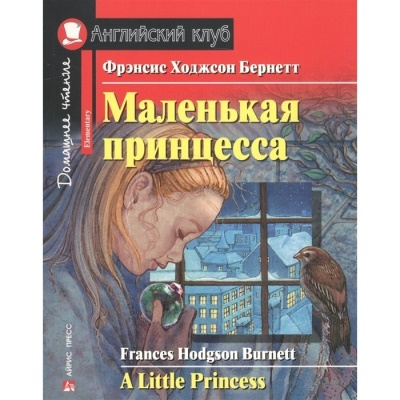 Английский клуб
Фрэнсис Ходжсон Бернетт
Маленькая
принцесса
Домашнее чтение
Elementary
Frances Hodgson Burnett
A Little Princess
АЙРИС ПРЕСС